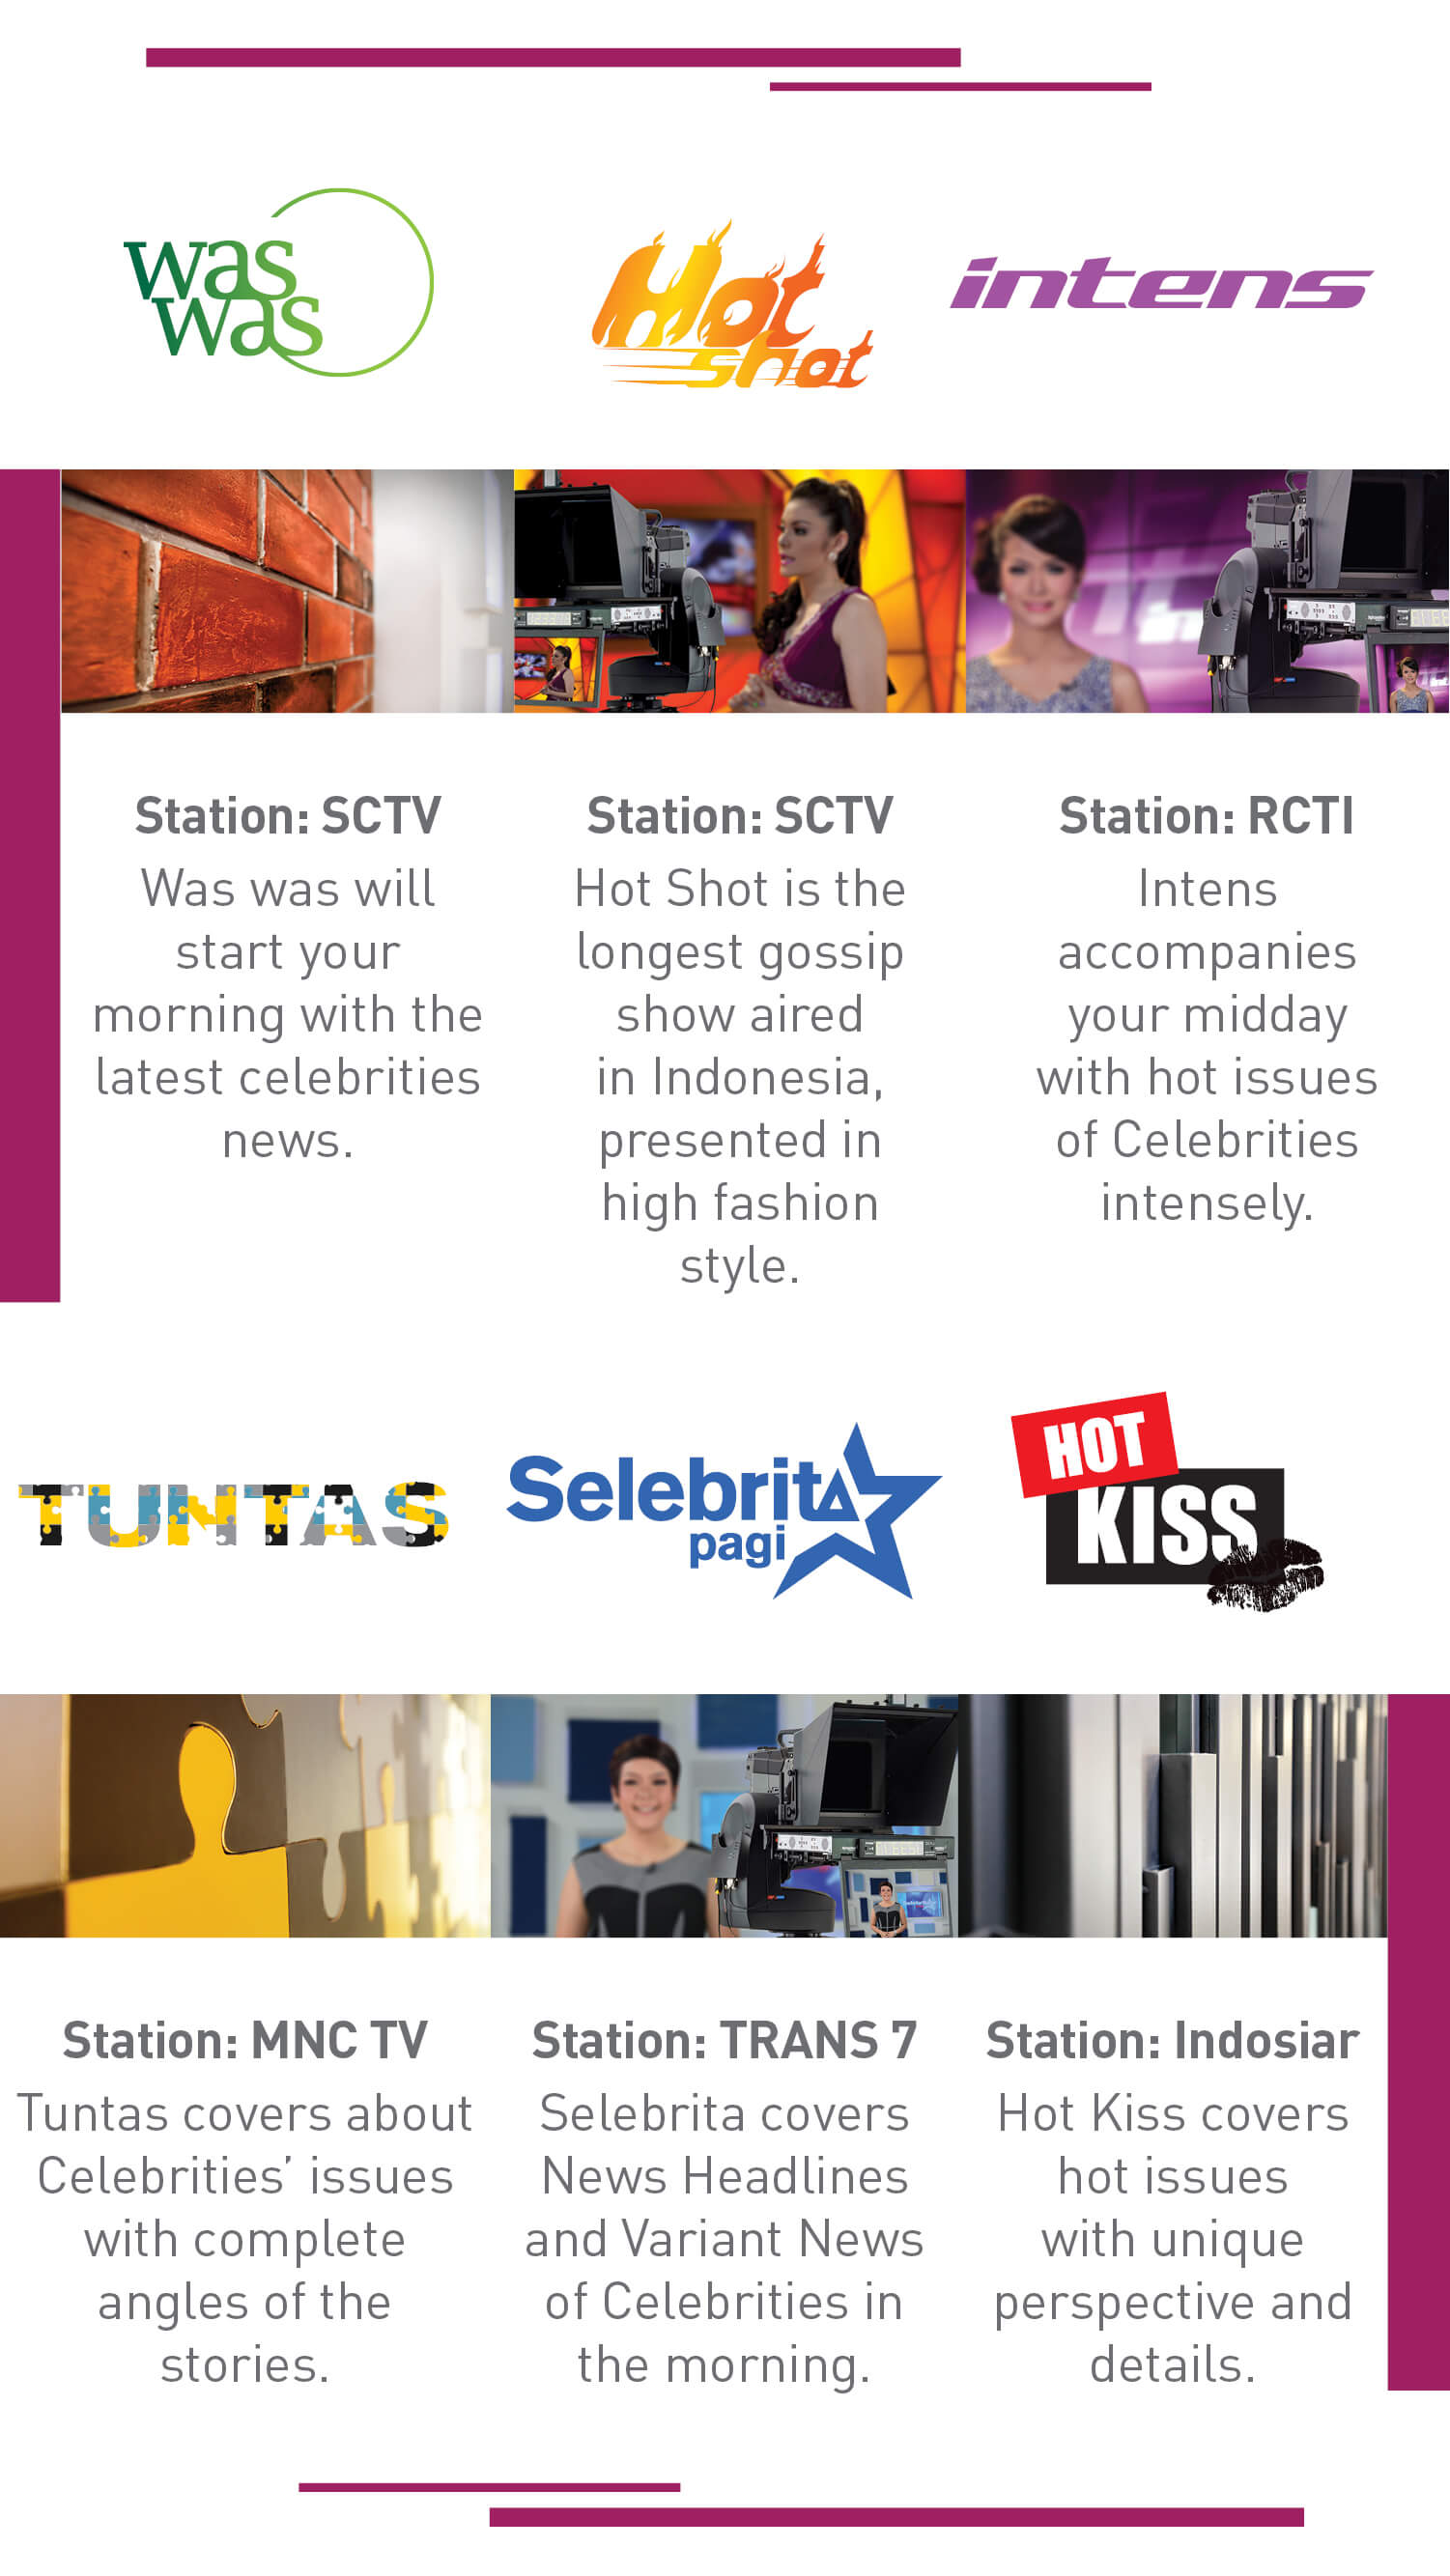 was
was
Hot
shot
intens
Station: SCTV
Was was will
start your
morning with the
latest celebrities
news.
Station: SCTV
Hot Shot is the
longest gossip
show aired
in Indonesia,
presented in
high fashion
style.
Station: RCTI
Intens
accompanies
your midday
with hot issues
of Celebrities
intensely.
TUNTAS
Selebrita
pagi
HOT
KISS
Station: MNC TV
Tuntas covers about
Celebrities’ issues
with complete
angles of the
stories.
Station: TRANS 7
Selebrita covers
News Headlines
and Variant News
of Celebrities in
the morning.
Station: Indosiar
Hot Kiss covers
hot issues
with unique
perspective and
details.